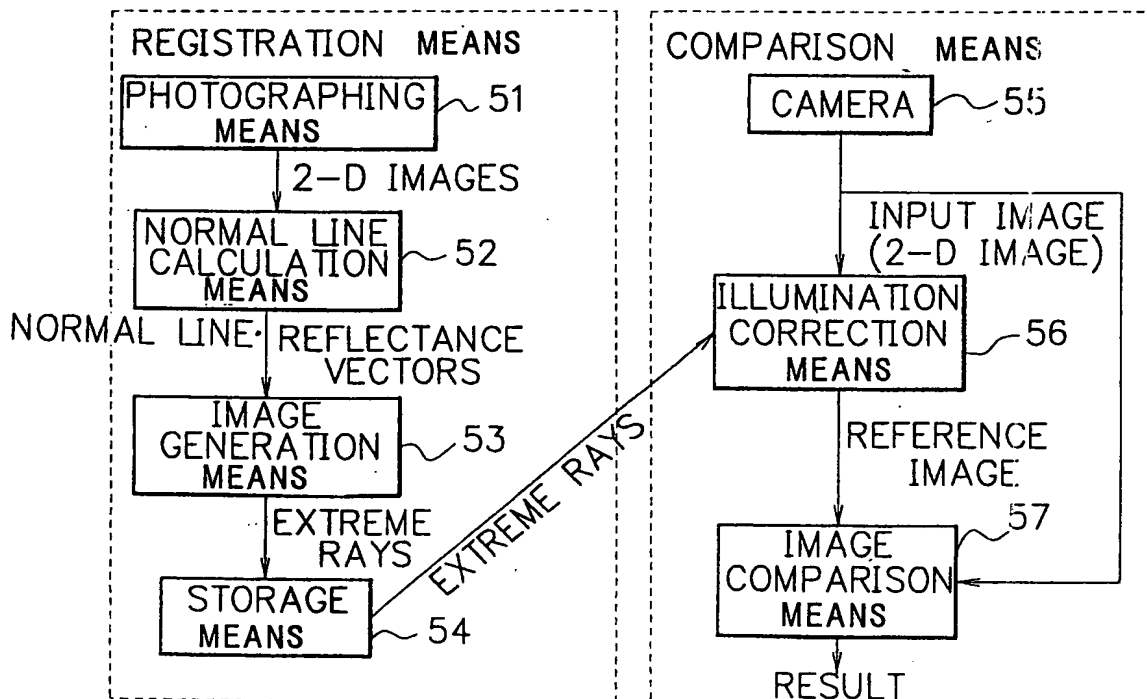 REGISTRATION MEANS
PHOTOGRAPHING
MEANS
51
2-D IMAGES
NORMAL LINE
CALCULATION
MEANS
52
NORMAL LINE·
REFLECTANCE
VECTORS
IMAGE
GENERATION
MEANS
53
EXTREME
RAYS
STORAGE
MEANS
54
EXTREME RAYS
COMPARISON MEANS
CAMERA
55
INPUT IMAGE
(2-D IMAGE)
ILLUMINATION
CORRECTION
MEANS
56
REFERENCE
IMAGE
IMAGE
COMPARISON
MEANS
57
RESULT